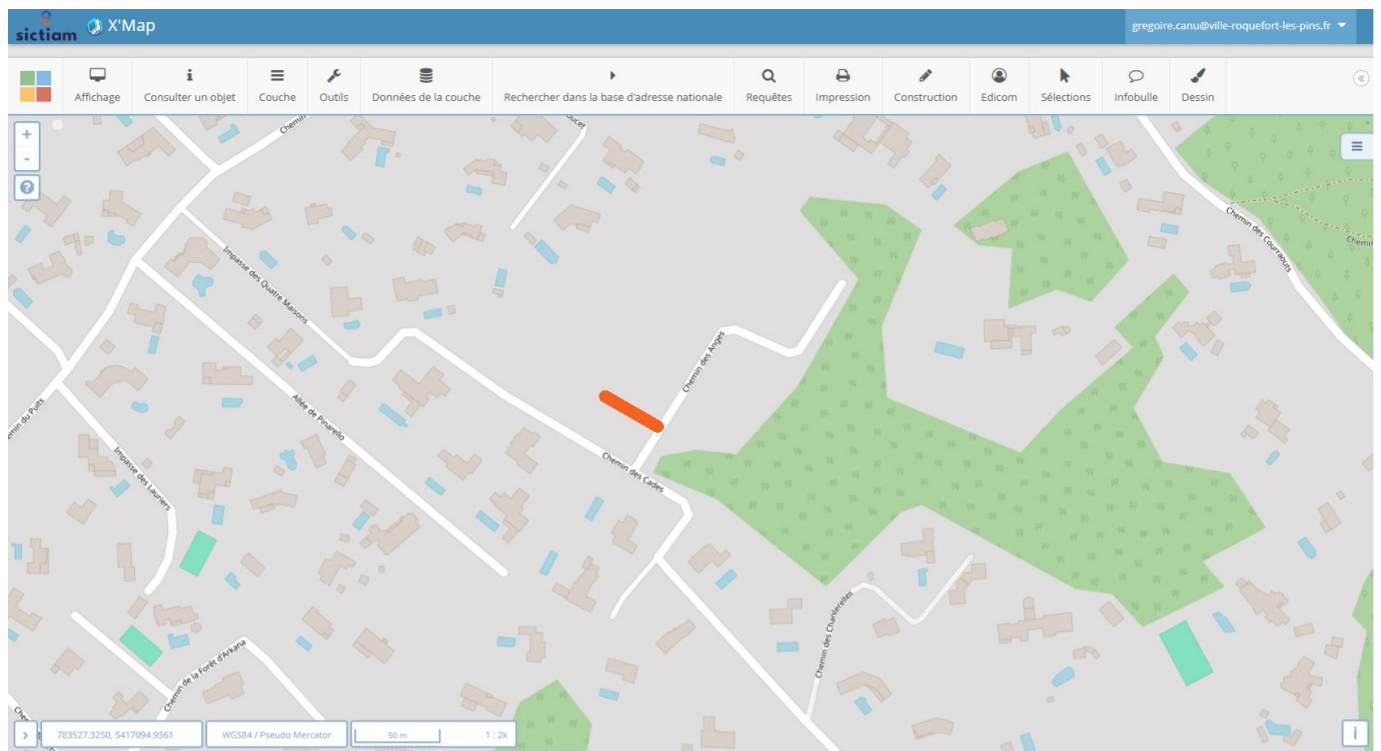 sictiam
X'Map
gregoire.canu@ville-roquefort-les-pins.fr
Affichage
Consulter un objet
Couche
Outils
Données de la couche
Rechercher dans la base d'adresse nationale
Requêtes
Impression
Construction
Edicom
Sélections
Infobulle
Dessin
+
-
?
Chemin
oucet
Chemin des Courraouts
Chemin
Impasse des Quatre Maisons
Chemin des Anges
Allée de Pinarello
emin du Puits
Impasse des Lauriers
Chemin des Cades
Chemin des Chanterelles
Chemin de la Forêt d'Arkana
783527.3250, 5417094.9361
WGS84 / Pseudo Mercator
50 m
1 : 2k
i